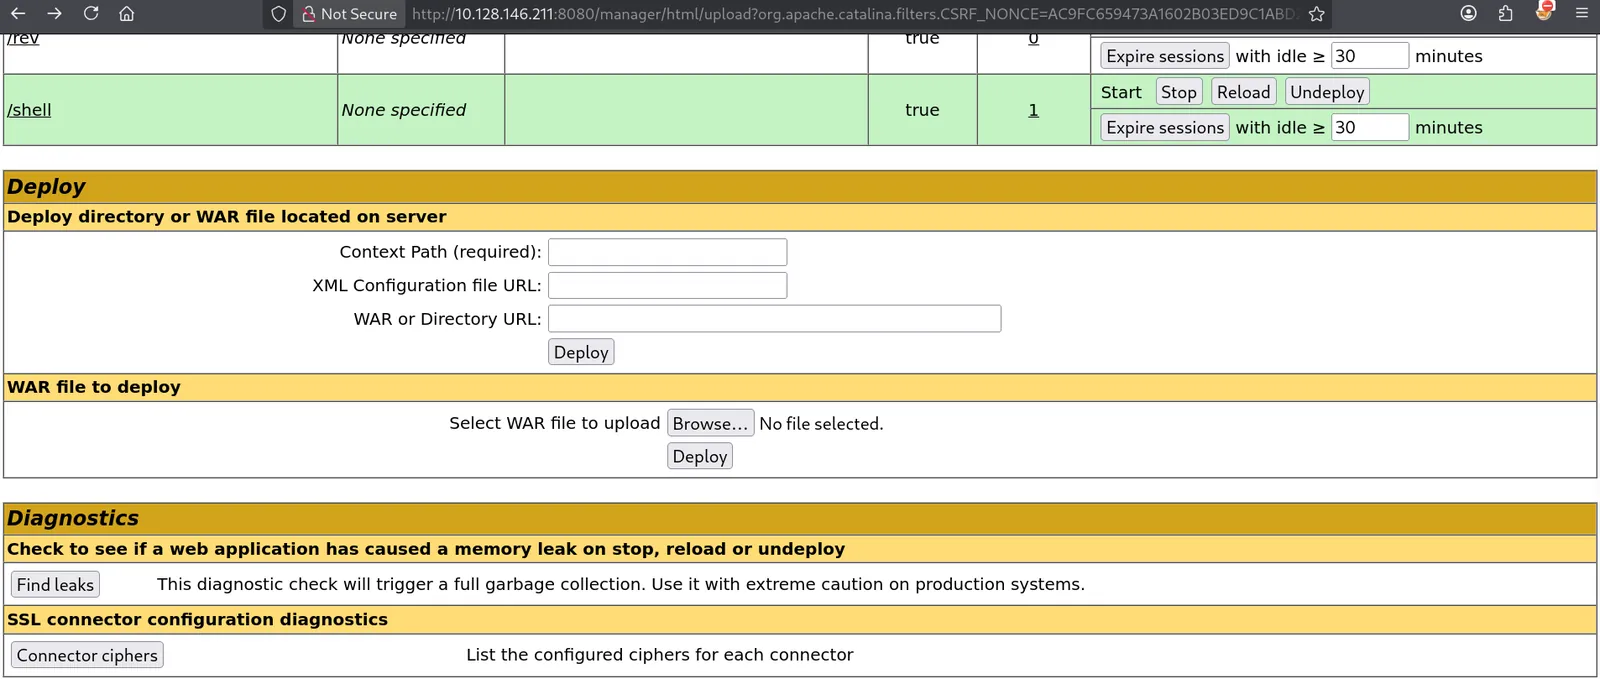 Not Secure http://10.128.146.211:8080/manager/html/upload?org.apache.catalina.filters.CSRF_NONCE=AC9FC659473A1602B03ED9C1ABD
/rev None specified true 0
Expire sessions with idle ≥ 30 minutes
/shell None specified true 1
Start Stop Reload Undeploy
Expire sessions with idle ≥ 30 minutes
Deploy
Deploy directory or WAR file located on server
Context Path (required):
XML Configuration file URL:
WAR or Directory URL:
Deploy
WAR file to deploy
Select WAR file to upload Browse... No file selected.
Deploy
Diagnostics
Check to see if a web application has caused a memory leak on stop, reload or undeploy
Find leaks This diagnostic check will trigger a full garbage collection. Use it with extreme caution on production systems.
SSL connector configuration diagnostics
Connector ciphers List the configured ciphers for each connector